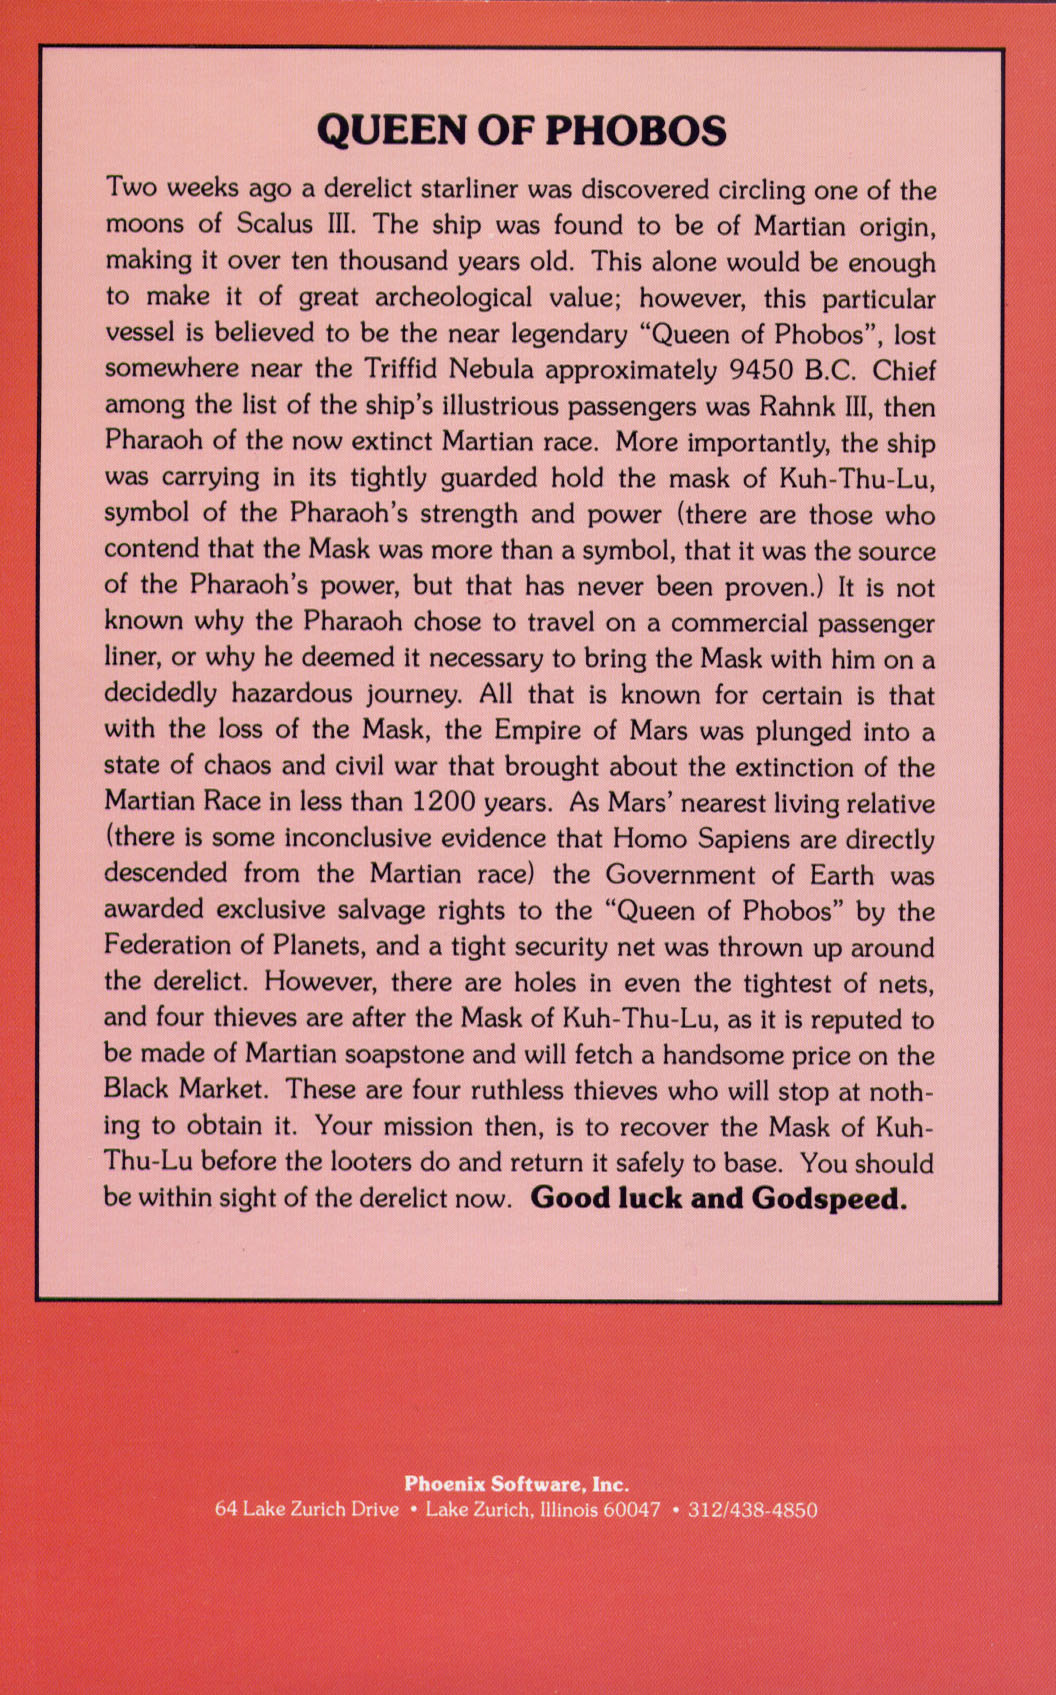 QUEEN OF PHOBOS
Two weeks ago a derelict starliner was discovered circling one of the
moons of Scalus III. The ship was found to be of Martian origin,
making it over ten thousand years old. This alone would be enough
to make it of great archeological value; however, this particular
vessel is believed to be the near legendary “Queen of Phobos”, lost
somewhere near the Triffid Nebula approximately 9450 B.C. Chief
among the list of the ship’s illustrious passengers was Rahnk III, then
Pharaoh of the now extinct Martian race. More importantly, the ship
was carrying in its tightly guarded hold the mask of Kuh-Thu-Lu,
symbol of the Pharaoh’s strength and power (there are those who
contend that the Mask was more than a symbol, that it was the source
of the Pharaoh’s power, but that has never been proven.) It is not
known why the Pharaoh chose to travel on a commercial passenger
liner, or why he deemed it necessary to bring the Mask with him on a
decidedly hazardous journey. All that is known for certain is that
with the loss of the Mask, the Empire of Mars was plunged into a
state of chaos and civil war that brought about the extinction of the
Martian Race in less than 1200 years. As Mars’ nearest living relative
(there is some inconclusive evidence that Homo Sapiens are directly
descended from the Martian race) the Government of Earth was
awarded exclusive salvage rights to the “Queen of Phobos” by the
Federation of Planets, and a tight security net was thrown up around
the derelict. However, there are holes in even the tightest of nets,
and four thieves are after the Mask of Kuh-Thu-Lu, as it is reputed to
be made of Martian soapstone and will fetch a handsome price on the
Black Market. These are four ruthless thieves who will stop at noth-
ing to obtain it. Your mission then, is to recover the Mask of Kuh-
Thu-Lu before the looters do and return it safely to base. You should
be within sight of the derelict now. Good luck and Godspeed.
Phoenix Software, Inc.
64 Lake Zurich Drive • Lake Zurich, Illinois 60047 • 312/438-4850